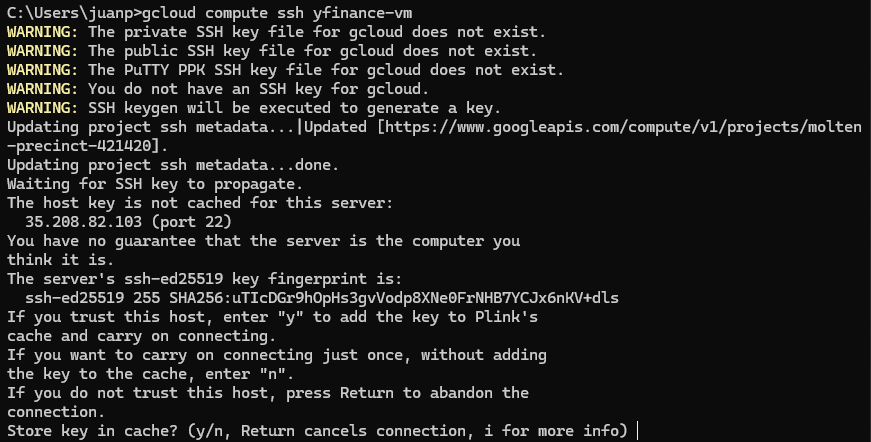 C:\Users\juanp>gcloud compute ssh yfinance-vm
WARNING: The private SSH key file for gcloud does not exist.
WARNING: The public SSH key file for gcloud does not exist.
WARNING: The PuTTY PPK SSH key file for gcloud does not exist.
WARNING: You do not have an SSH key for gcloud.
WARNING: SSH keygen will be executed to generate a key.
Updating project ssh metadata...|Updated [https://www.googleapis.com/compute/v1/projects/molten
-precinct-421420].
Updating project ssh metadata...done.
Waiting for SSH key to propagate.
The host key is not cached for this server:
  35.208.82.103 (port 22)
You have no guarantee that the server is the computer you
think it is.
The server's ssh-ed25519 key fingerprint is:
  ssh-ed25519 255 SHA256:uTIcDGr9hOpHs3gvVodp8XNe0FrNHB7YCJx6nKV+dls
If you trust this host, enter "y" to add the key to Plink's
cache and carry on connecting.
If you want to carry on connecting just once, without adding
the key to the cache, enter "n".
If you do not trust this host, press Return to abandon the
connection.
Store key in cache? (y/n, Return cancels connection, i for more info)